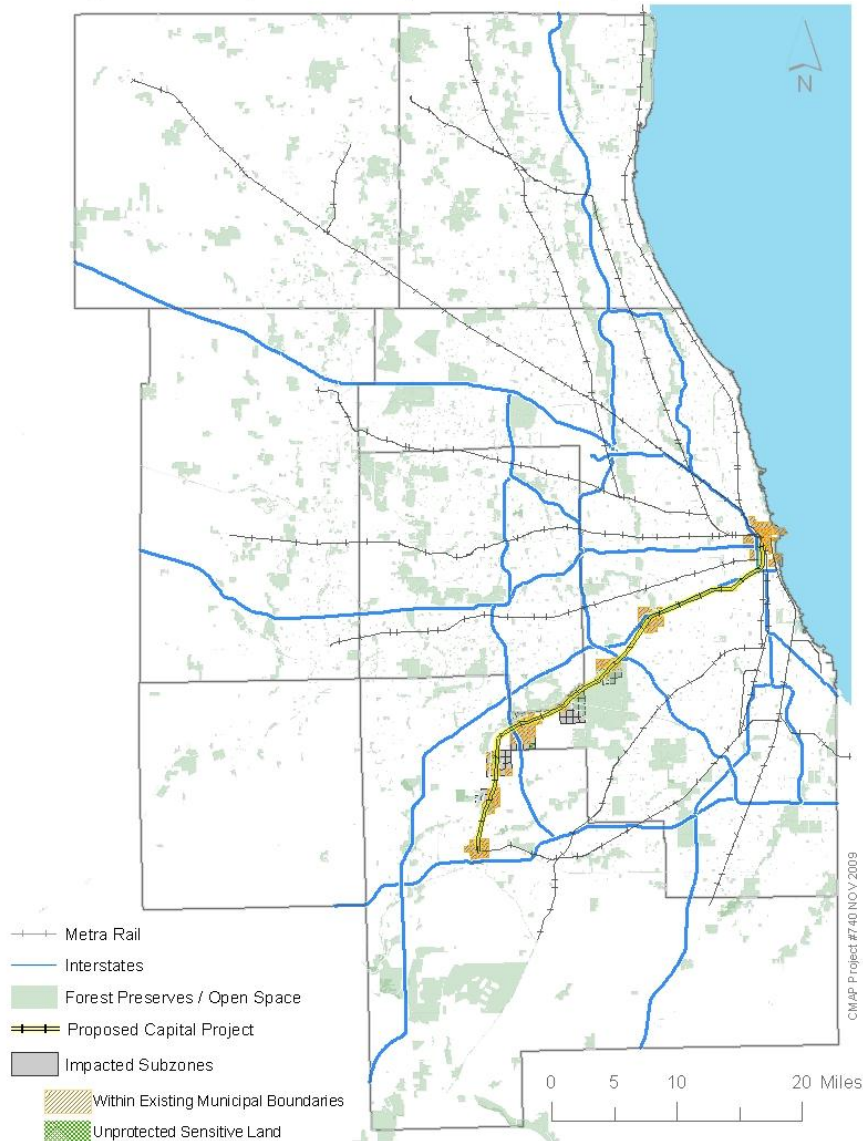 N
Metra Rail
Interstates
Forest Preserves / Open Space
Proposed Capital Project
Impacted Subzones
Within Existing Municipal Boundaries
Unprotected Sensitive Land
0 5 10 20 Miles
CMAP Project #740 NOV 2009